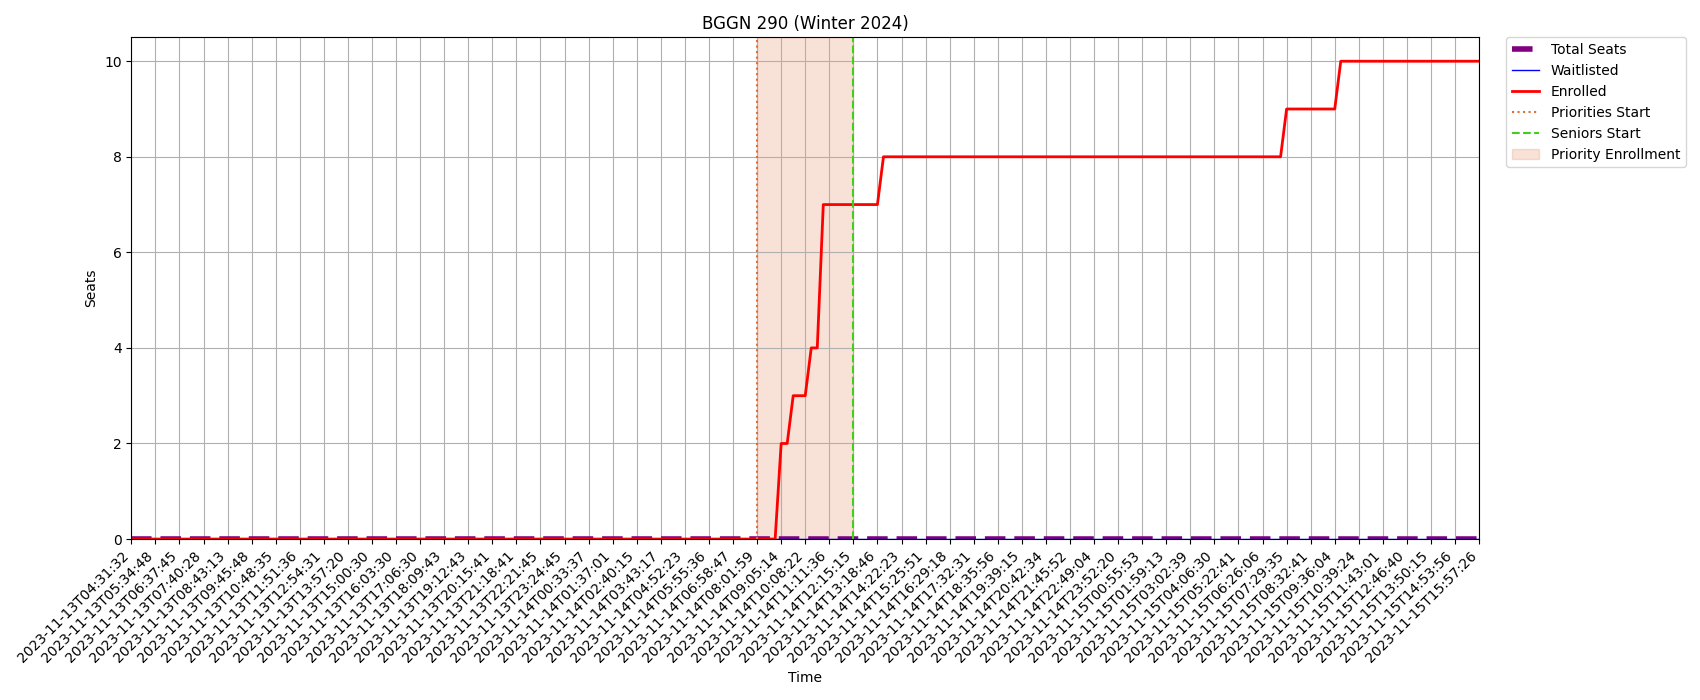 BGGN 290 (Winter 2024)
10
8
6
4
2
0
Seats
2023-11-13T04:31:32
2023-11-13T05:34:48
2023-11-13T06:37:45
2023-11-13T07:40:28
2023-11-13T08:43:13
2023-11-13T09:45:48
2023-11-13T10:48:35
2023-11-13T11:51:36
2023-11-13T12:54:31
2023-11-13T13:57:20
2023-11-13T15:00:30
2023-11-13T16:03:30
2023-11-13T17:06:30
2023-11-13T18:09:43
2023-11-13T19:12:43
2023-11-13T20:15:41
2023-11-13T21:18:41
2023-11-13T22:21:45
2023-11-13T23:24:45
2023-11-14T00:33:37
2023-11-14T01:37:01
2023-11-14T02:40:15
2023-11-14T03:43:17
2023-11-14T04:52:23
2023-11-14T05:55:36
2023-11-14T06:58:47
2023-11-14T08:01:59
2023-11-14T09:05:14
2023-11-14T10:08:22
2023-11-14T11:11:36
2023-11-14T12:15:15
2023-11-14T13:18:46
2023-11-14T14:22:23
2023-11-14T15:25:51
2023-11-14T16:29:18
2023-11-14T17:32:31
2023-11-14T18:35:56
2023-11-14T19:39:15
2023-11-14T20:42:34
2023-11-14T21:45:52
2023-11-14T22:49:04
2023-11-14T23:52:20
2023-11-15T00:55:53
2023-11-15T01:59:13
2023-11-15T03:02:39
2023-11-15T04:06:30
2023-11-15T05:22:41
2023-11-15T06:26:06
2023-11-15T07:29:35
2023-11-15T08:32:41
2023-11-15T09:36:04
2023-11-15T10:39:24
2023-11-15T11:43:01
2023-11-15T12:46:40
2023-11-15T13:50:15
2023-11-15T14:53:56
2023-11-15T15:57:26
Time
Total Seats
Waitlisted
Enrolled
Priorities Start
Seniors Start
Priority Enrollment